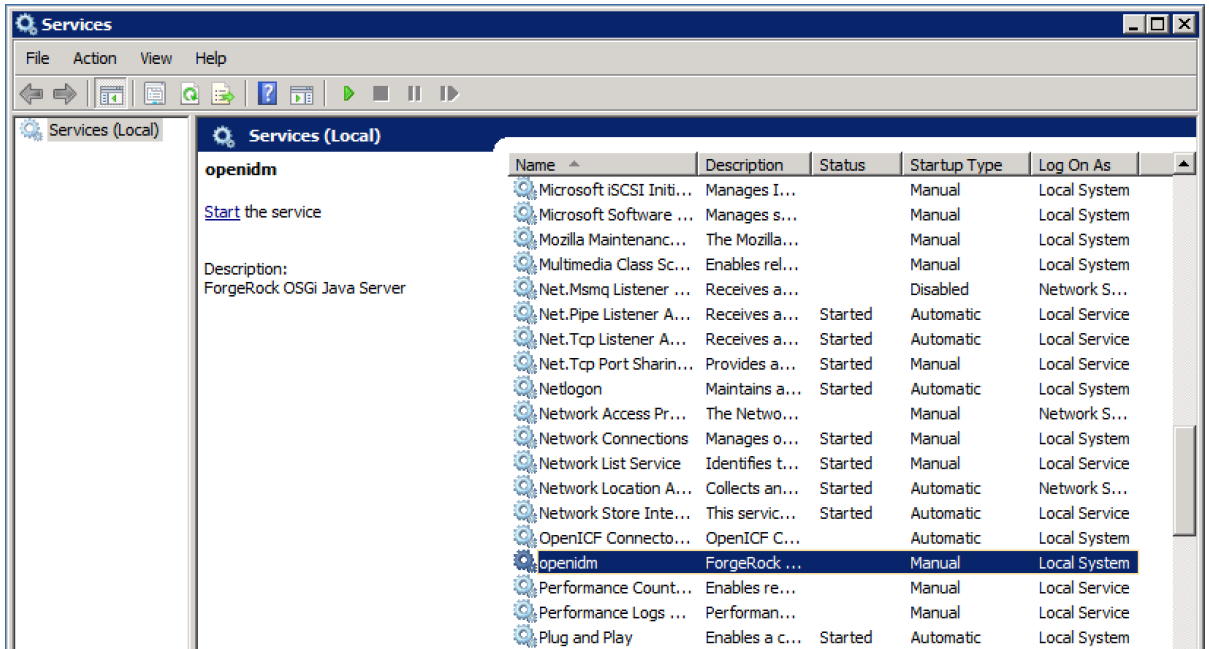 Services
File Action View Help
Services (Local)
Services (Local)
openidm
Start the service
Description:
ForgeRock OSGi Java Server
Name Description Status Startup Type Log On As
Microsoft iSCSI Initi... Manages I... Manual Local System
Microsoft Software ... Manages s... Manual Local System
Mozilla Maintenanc... The Mozilla... Manual Local System
Multimedia Class Sc... Enables rel... Manual Local System
Net.Msmq Listener ... Receives a... Disabled Network S...
Net.Pipe Listener A... Receives a... Started Automatic Local Service
Net.Tcp Listener A... Receives a... Started Automatic Local Service
Net.Tcp Port Sharin... Provides a... Started Manual Local Service
Netlogon Maintains a... Started Automatic Local System
Network Access Pr... The Netwo... Manual Network S...
Network Connections Manages o... Started Manual Local System
Network List Service Identifies t... Started Manual Local Service
Network Location A... Collects an... Started Automatic Network S...
Network Store Inte... This servic... Started Automatic Local Service
OpenICF Connecto... OpenICF C... Automatic Local System
openidm ForgeRock ... Manual Local System
Performance Count... Enables re... Manual Local Service
Performance Logs ... Performan... Manual Local Service
Plug and Play Enables a c... Started Automatic Local System